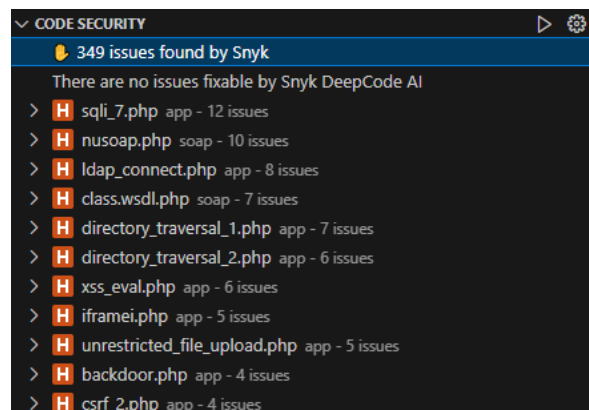 CODE SECURITY
349 issues found by Snyk
There are no issues fixable by Snyk DeepCode AI
H sqli_7.php app - 12 issues
H nusoap.php soap - 10 issues
H ldap_connect.php app - 8 issues
H class.wsdl.php soap - 7 issues
H directory_traversal_1.php app - 7 issues
H directory_traversal_2.php app - 6 issues
H xss_eval.php app - 6 issues
H iframei.php app - 5 issues
H unrestricted_file_upload.php app - 5 issues
H backdoor.php app - 4 issues
H csrf_2.php app - 4 issues